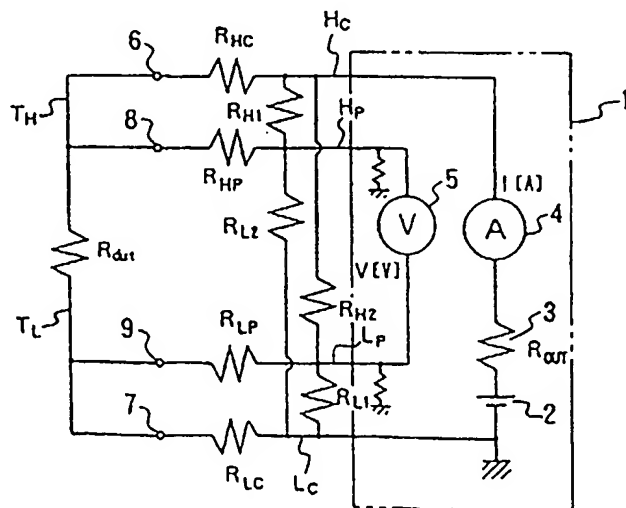 6
R_HC
H_C
1
T_H
R_H1
8
H_P
R_HP
5
I [A]
V
4
A
R_L2
V[V]
R_dut
3
R_H2
R_OUT
T_L
9
R_LP
L_P
2
R_L1
7
R_LC
L_C